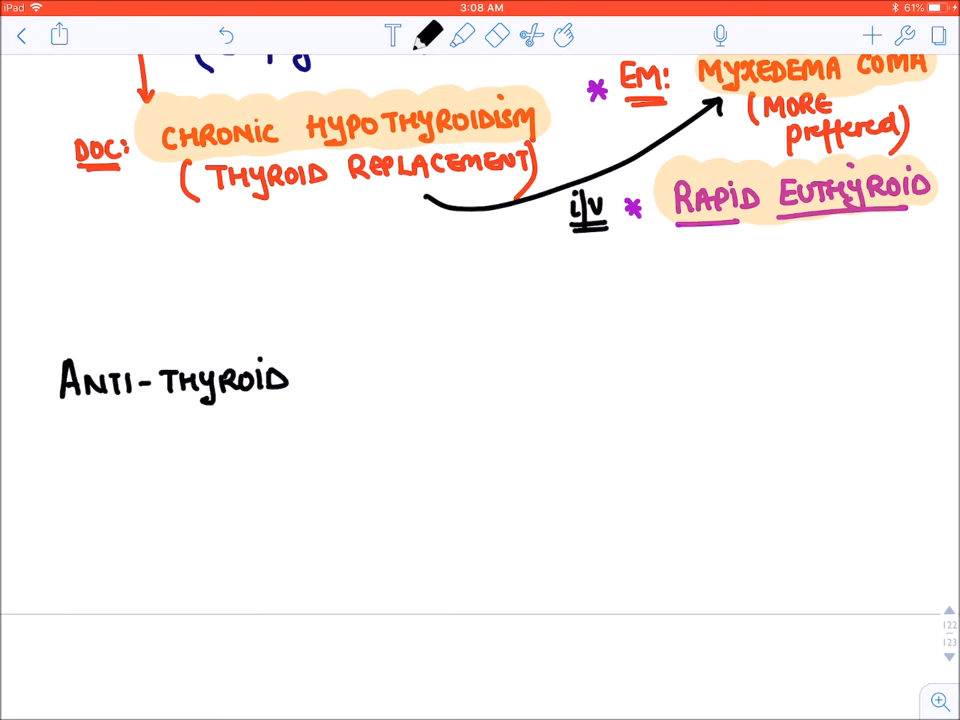 iPad 3:08 AM 61%
* EM: MYXEDEMA COMA
(MORE preffered)
DOC: CHRONIC HYPOTHYROIDISM
(THYROID REPLACEMENT)
i/v * RAPID EUTHYROID
ANTI-THYROID
122
123